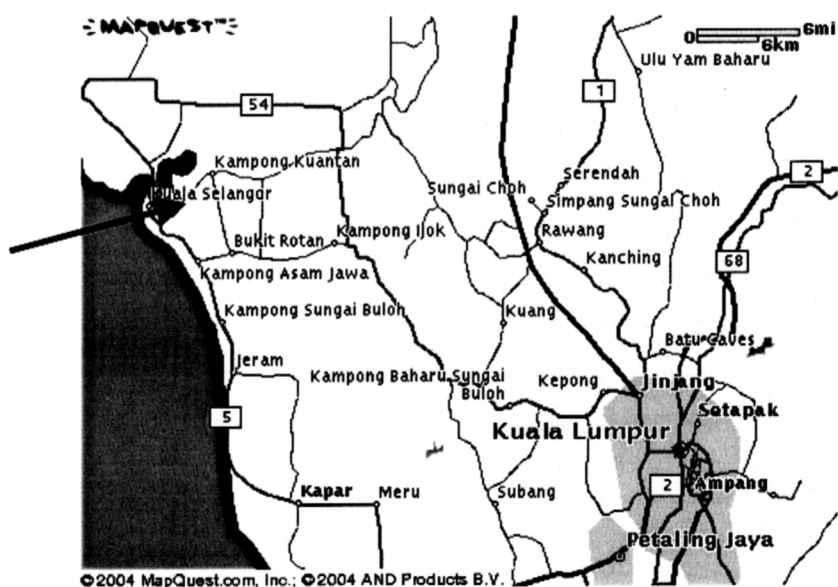 MAPQUEST™
0 6mi
6km
Ulu Yam Baharu
54
1
Kampong Kuantan
Serendah
2
Kuala Selangor
Sungai Choh
Simpang Sungai Choh
Bukit Rotan
Kampong Ijok
Rawang
Kampong Asam Jawa
Kanching
68
Kampong Sungai Buloh
Kuang
Batu Caves
Jeram
Kampong Baharu Sungai
Buloh
Kepong
Jinjang
5
Setapak
Kuala Lumpur
2
Ampang
Kapar
Meru
Subang
Petaling Jaya
©2004 MapQuest.com, Inc.; ©2004 AND Products B.V.